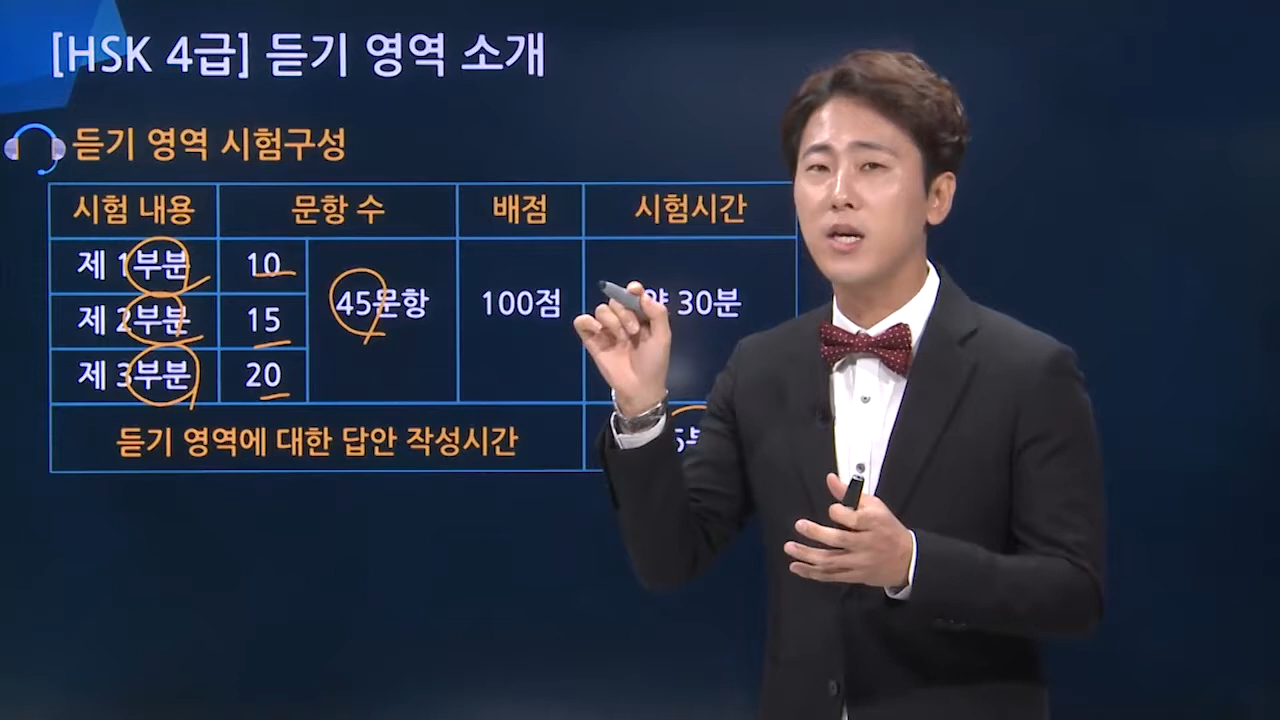 [HSK 4급] 듣기 영역 소개
듣기 영역 시험구성
시험 내용 문항 수 배점 시험시간
제 1부분 10
45문항 100점 약 30분
제 2부분 15
제 3부분 20
듣기 영역에 대한 답안 작성시간